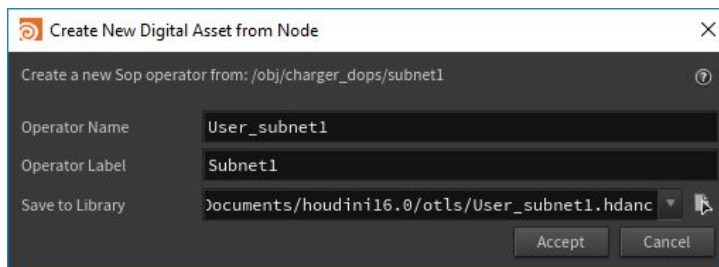 Create New Digital Asset from Node
Create a new Sop operator from: /obj/charger_dops/subnet1
Operator Name User_subnet1
Operator Label Subnet1
Save to Library Documents/houdini16.0/otls/User_subnet1.hdanc
Accept Cancel